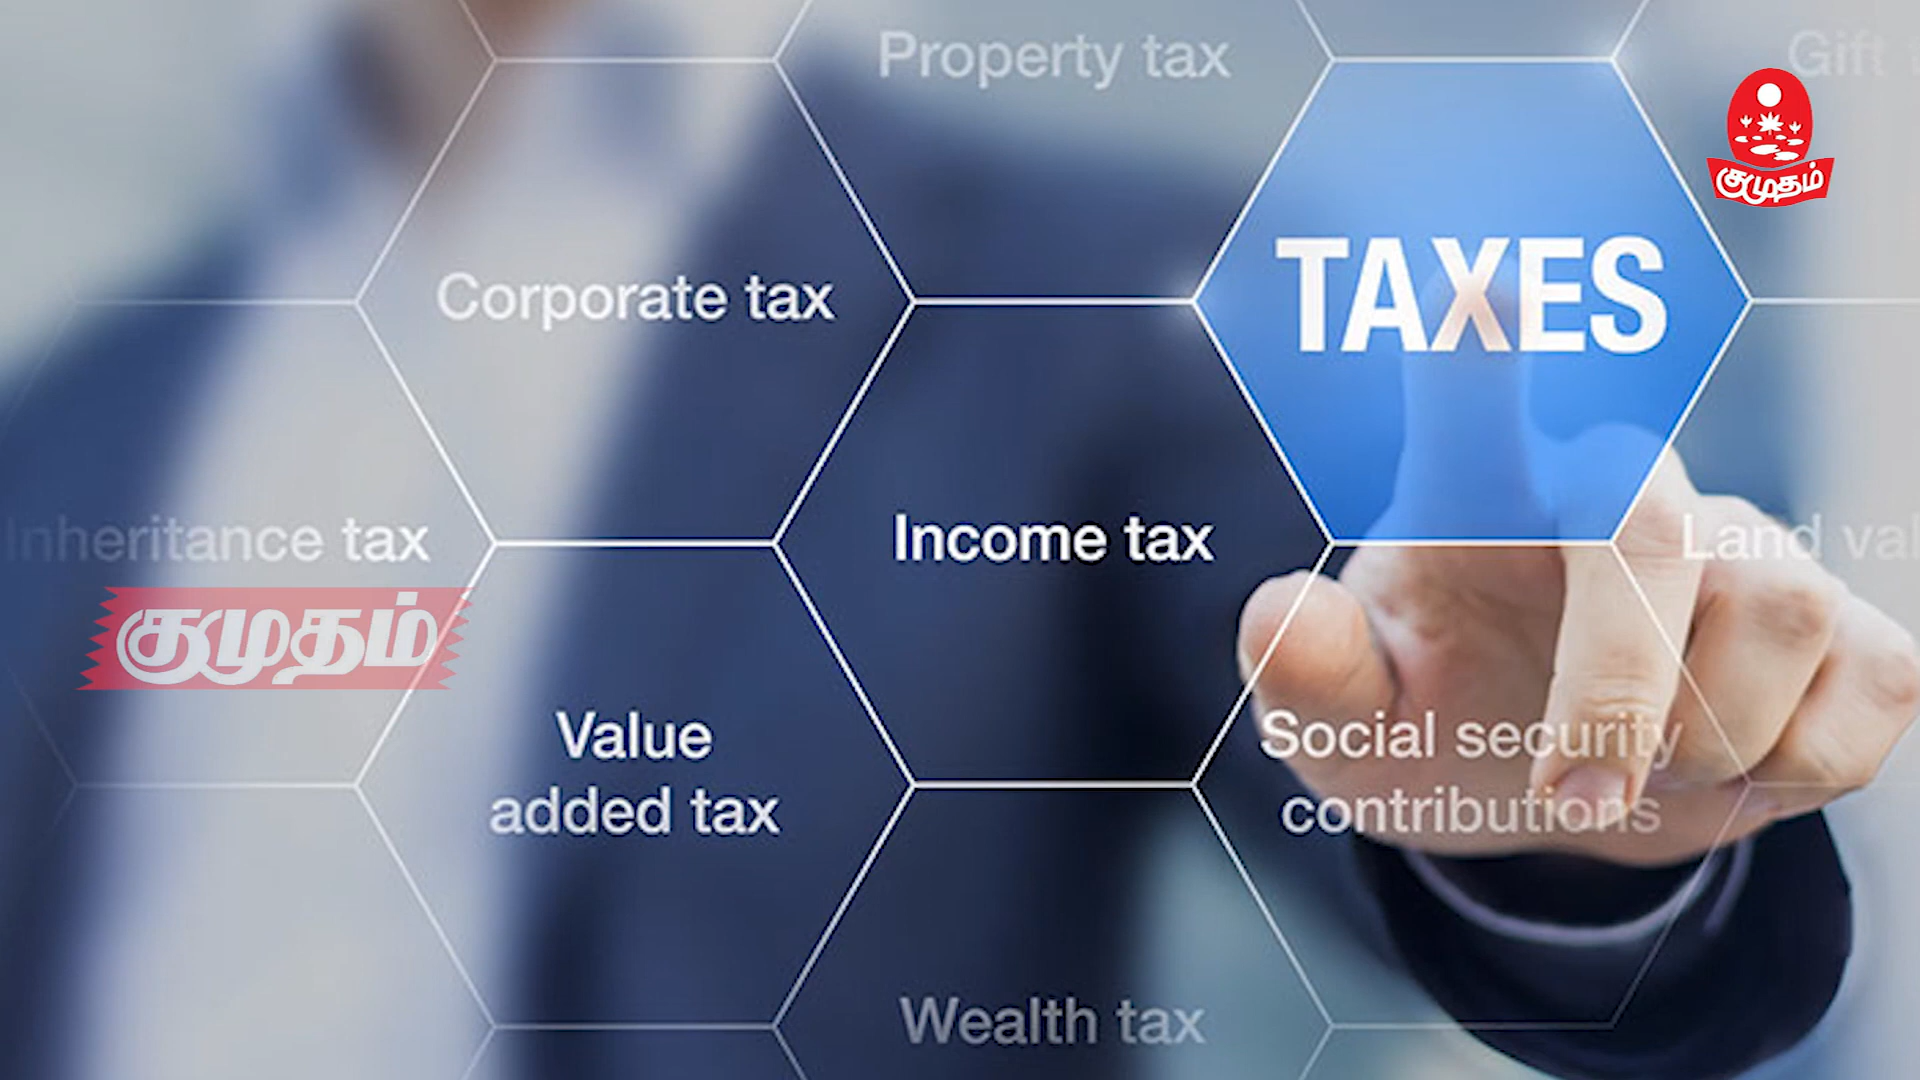 Property tax
Gift
குமுதம்
TAXES
Corporate tax
Inheritance tax
Income tax
Land
குமுதம்
Value
added tax
Social security
contributions
Wealth tax